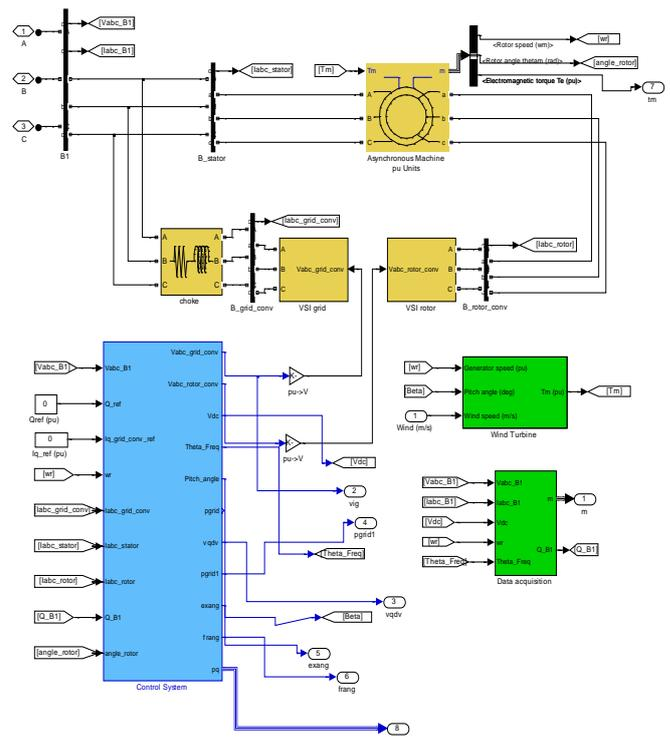 1
A
[Vabc_B1]
[Iabc_B1]
2
B
3
C
B1
[Iabc_stator]
B_stator
[Tm]
Tm
m
A
a
B
b
C
c
Asynchronous Machine
pu Units
<Rotor speed (wm)>
[wr]
<Rotor angle thetam (rad)>
[angle_rotor]
<Electromagnetic torque Te (pu)>
7
tm
[Iabc_grid_conv]
A
A
B
B
C
C
choke
B_grid_conv
A
B
Vabc_grid_conv
C
VSI grid
Vabc_rotor_conv
A
B
C
VSI rotor
[Iabc_rotor]
B_rotor_conv
[Vabc_B1]
Vabc_B1
0
Q_ref
Qref (pu)
0
Iq_grid_conv_ref
Iq_ref (pu)
[wr]
wr
[Iabc_grid_conv]
Iabc_grid_conv
[Iabc_stator]
Iabc_stator
[Iabc_rotor]
Iabc_rotor
[Q_B1]
Q_B1
[angle_rotor]
angle_rotor
Vabc_grid_conv
Vabc_rotor_conv
Vdc
Theta_Freq
Pitch_angle
pgrid
vqdv
pgrid1
exang
frang
pq
Control System
K-
pu->V
K-
pu->V
[Vdc]
2
vig
4
pgrid1
[Theta_Freq]
3
vqdv
[Beta]
5
exang
6
frang
8
[wr]
Generator speed (pu)
[Beta]
Pitch angle (deg)
Tm (pu)
[Tm]
1
Wind speed (m/s)
Wind (m/s)
Wind Turbine
[Vabc_B1]
Vabc_B1
[Iabc_B1]
Iabc_B1
[Vdc]
Vdc
[wr]
wr
[Theta_Freq]
Theta_Freq
m
1
m
Q_B1
[Q_B1]
Data acquisition